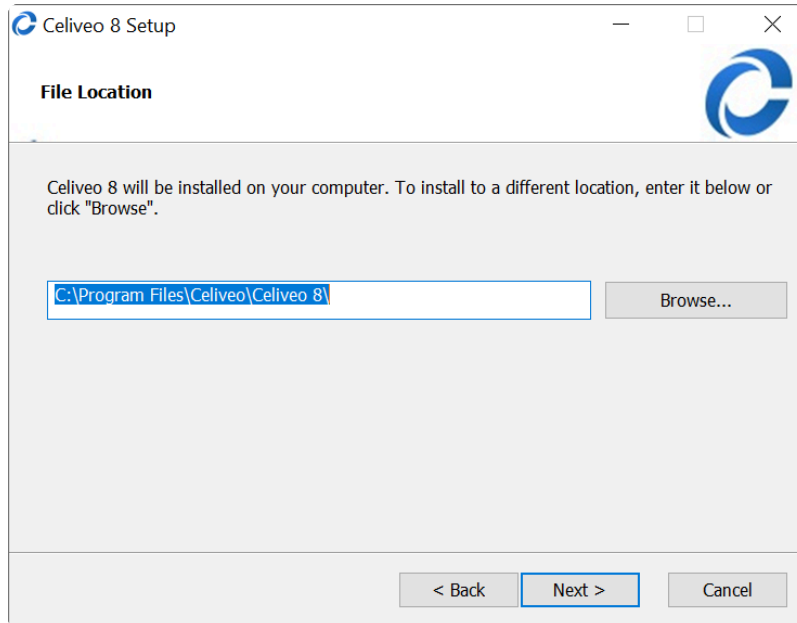 Celiveo 8 Setup
File Location
Celiveo 8 will be installed on your computer. To install to a different location, enter it below or
click "Browse".
C:\Program Files\Celiveo\Celiveo 8\
Browse...
< Back
Next >
Cancel